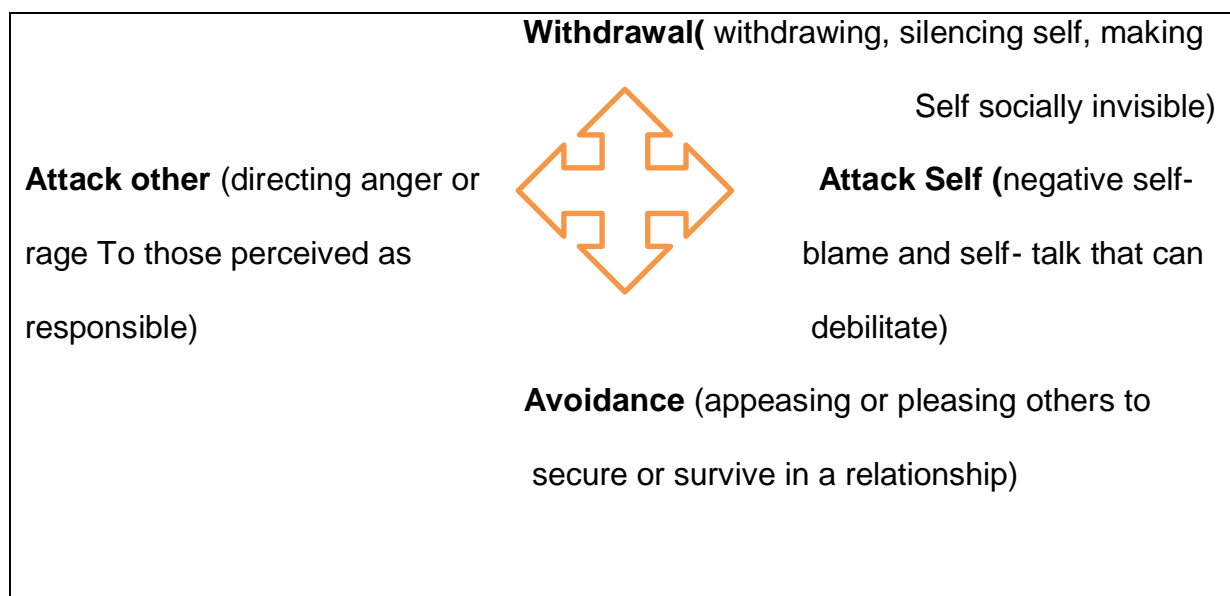 Withdrawal( withdrawing, silencing self, making
Self socially invisible)
Attack other (directing anger or
rage To those perceived as
responsible)
Attack Self (negative self-
blame and self- talk that can
debilitate)
Avoidance (appeasing or pleasing others to
secure or survive in a relationship)